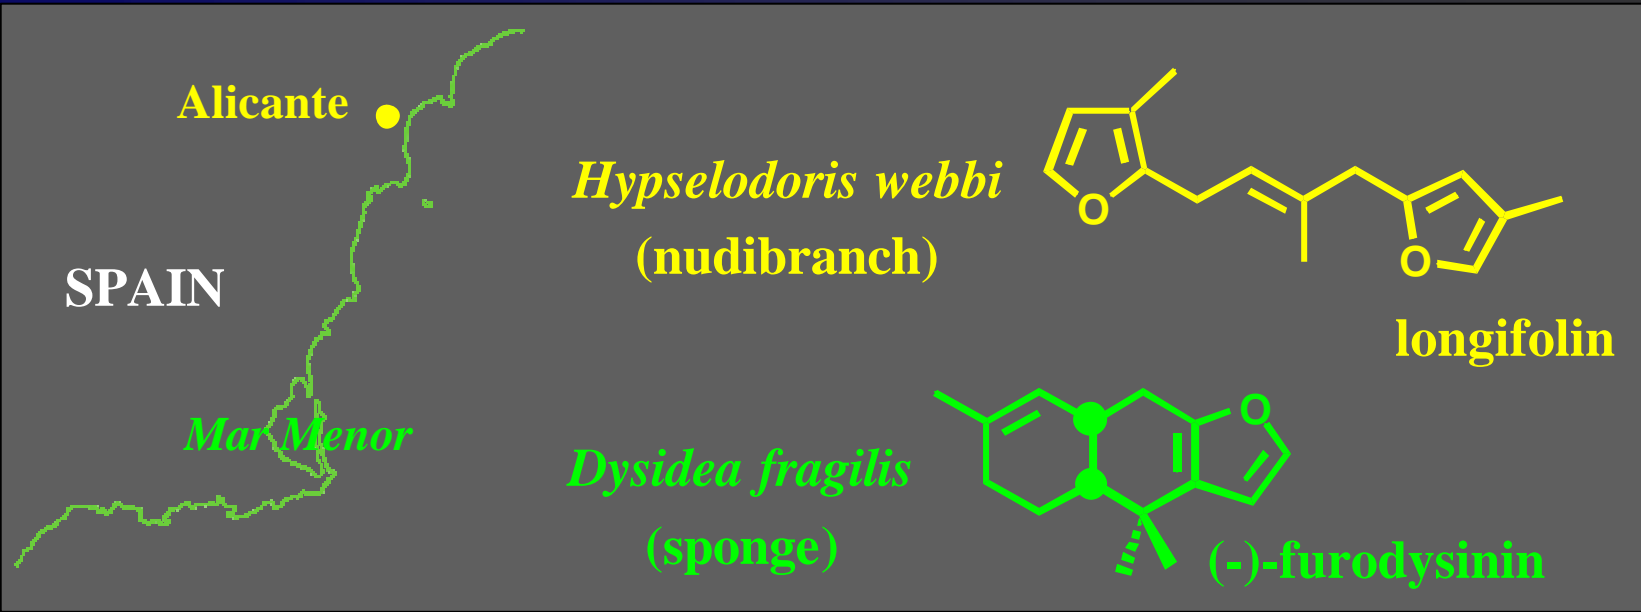 Alicante
SPAIN
Mar Menor
Hypselodoris webbi
(nudibranch)
O
O
longifolin
Dysidea fragilis
(sponge)
O
(-)-furodysinin